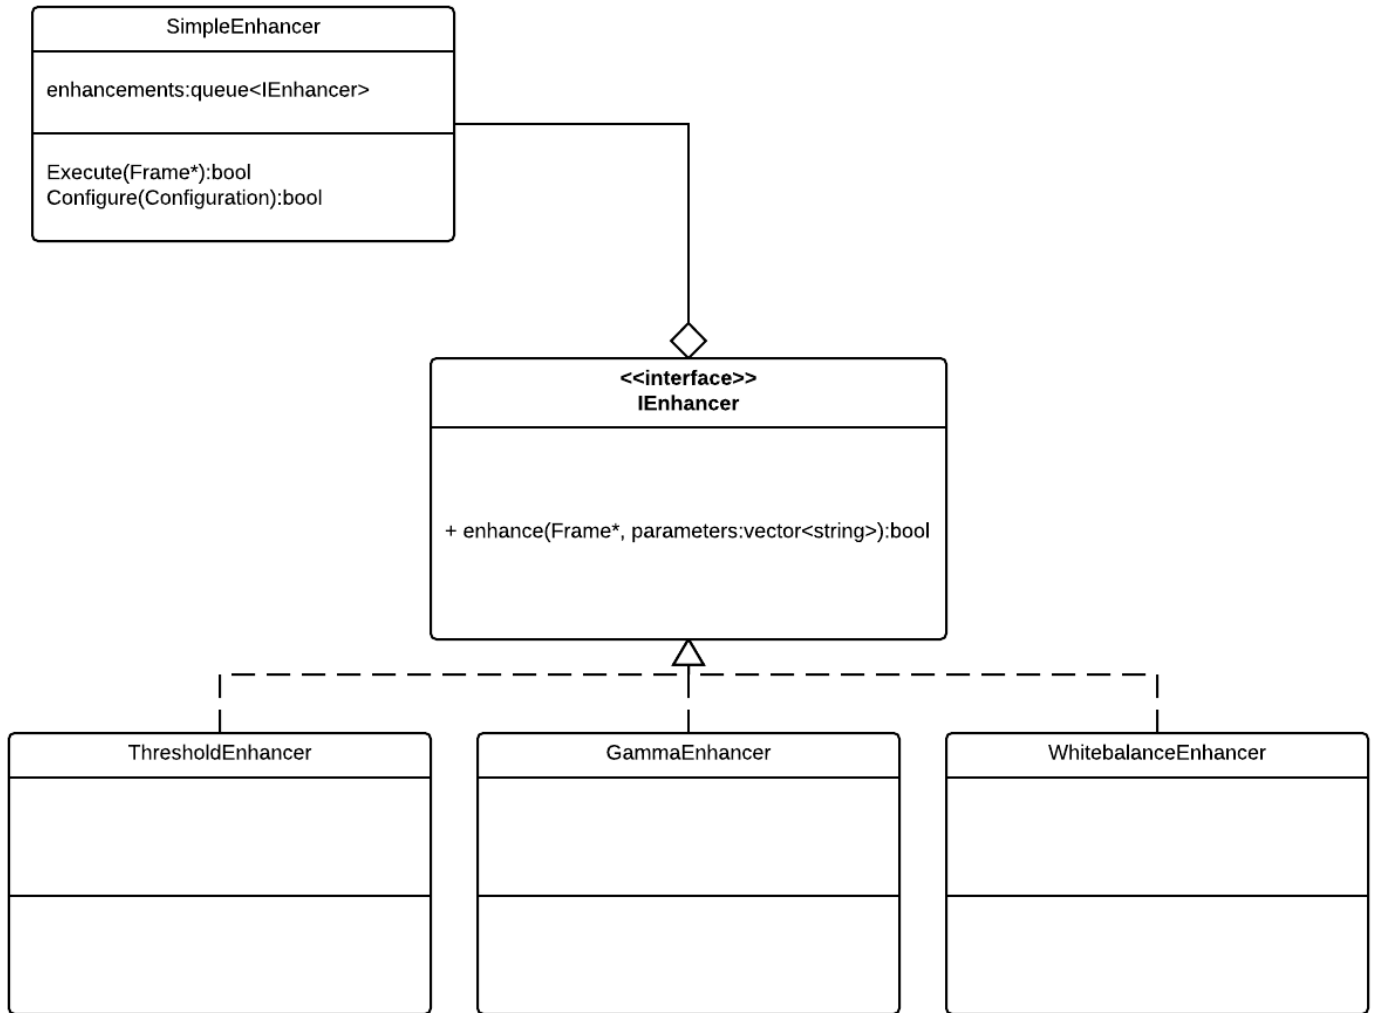 SimpleEnhancer
enhancements:queue<IEnhancer>
Execute(Frame*):bool
Configure(Configuration):bool
<<interface>>
IEnhancer
+ enhance(Frame*, parameters:vector<string>):bool
ThresholdEnhancer
GammaEnhancer
WhitebalanceEnhancer